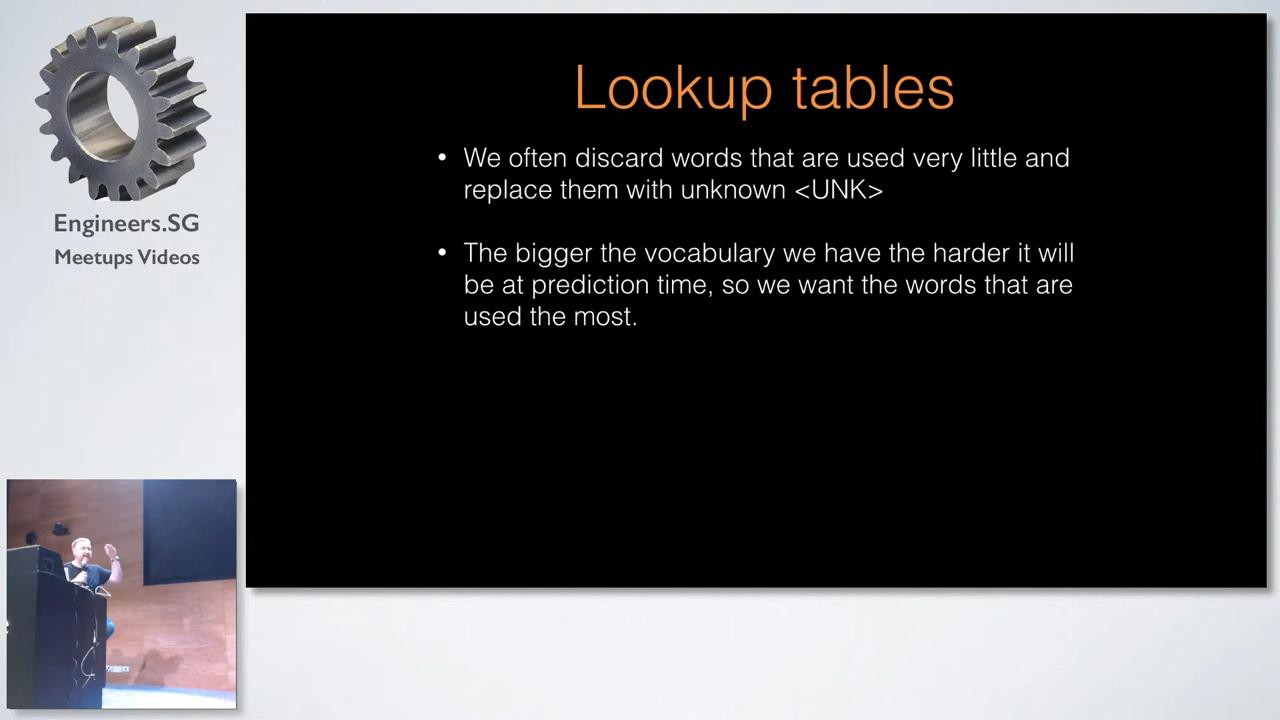 Engineers.SG
Meetups Videos
Lookup tables
• We often discard words that are used very little and
replace them with unknown <UNK>
• The bigger the vocabulary we have the harder it will
be at prediction time, so we want the words that are
used the most.